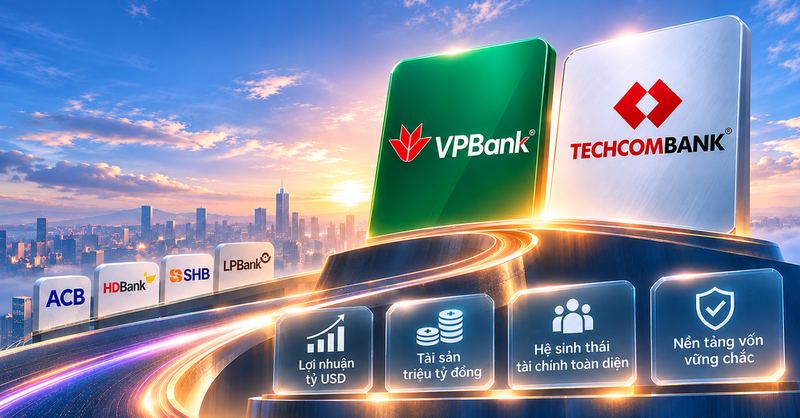 VPBank®
TECHCOMBANK®
ACB
HDBank
SHB
LPBank
Lợi nhuận
tỷ USD
Tài sản
triệu tỷ đồng
Hệ sinh thái
tài chính toàn diện
Nền tảng vốn
vững chắc